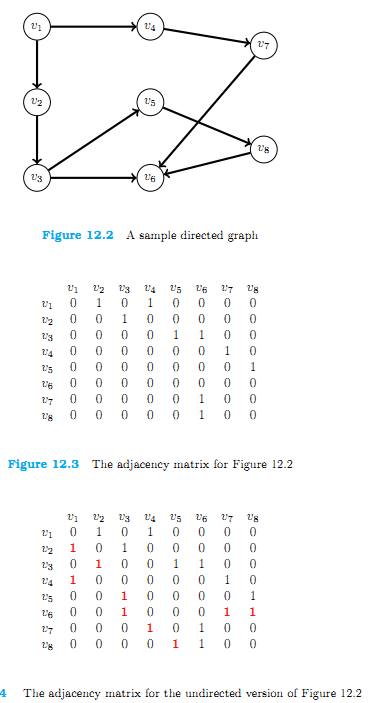 v1 v4
v7
v2 v5
v8
v3 v6
Figure 12.2 A sample directed graph
v1 v2 v3 v4 v5 v6 v7 v8
v1 0 1 0 1 0 0 0 0
v2 0 0 1 0 0 0 0 0
v3 0 0 0 0 1 1 0 0
v4 0 0 0 0 0 0 1 0
v5 0 0 0 0 0 0 0 1
v6 0 0 0 0 0 0 0 0
v7 0 0 0 0 0 1 0 0
v8 0 0 0 0 0 1 0 0
Figure 12.3 The adjacency matrix for Figure 12.2
v1 v2 v3 v4 v5 v6 v7 v8
v1 0 1 0 1 0 0 0 0
v2 1 0 1 0 0 0 0 0
v3 0 1 0 0 1 1 0 0
v4 1 0 0 0 0 0 1 0
v5 0 0 1 0 0 0 0 1
v6 0 0 1 0 0 0 1 1
v7 0 0 0 1 0 1 0 0
v8 0 0 0 0 1 1 0 0
4 The adjacency matrix for the undirected version of Figure 12.2